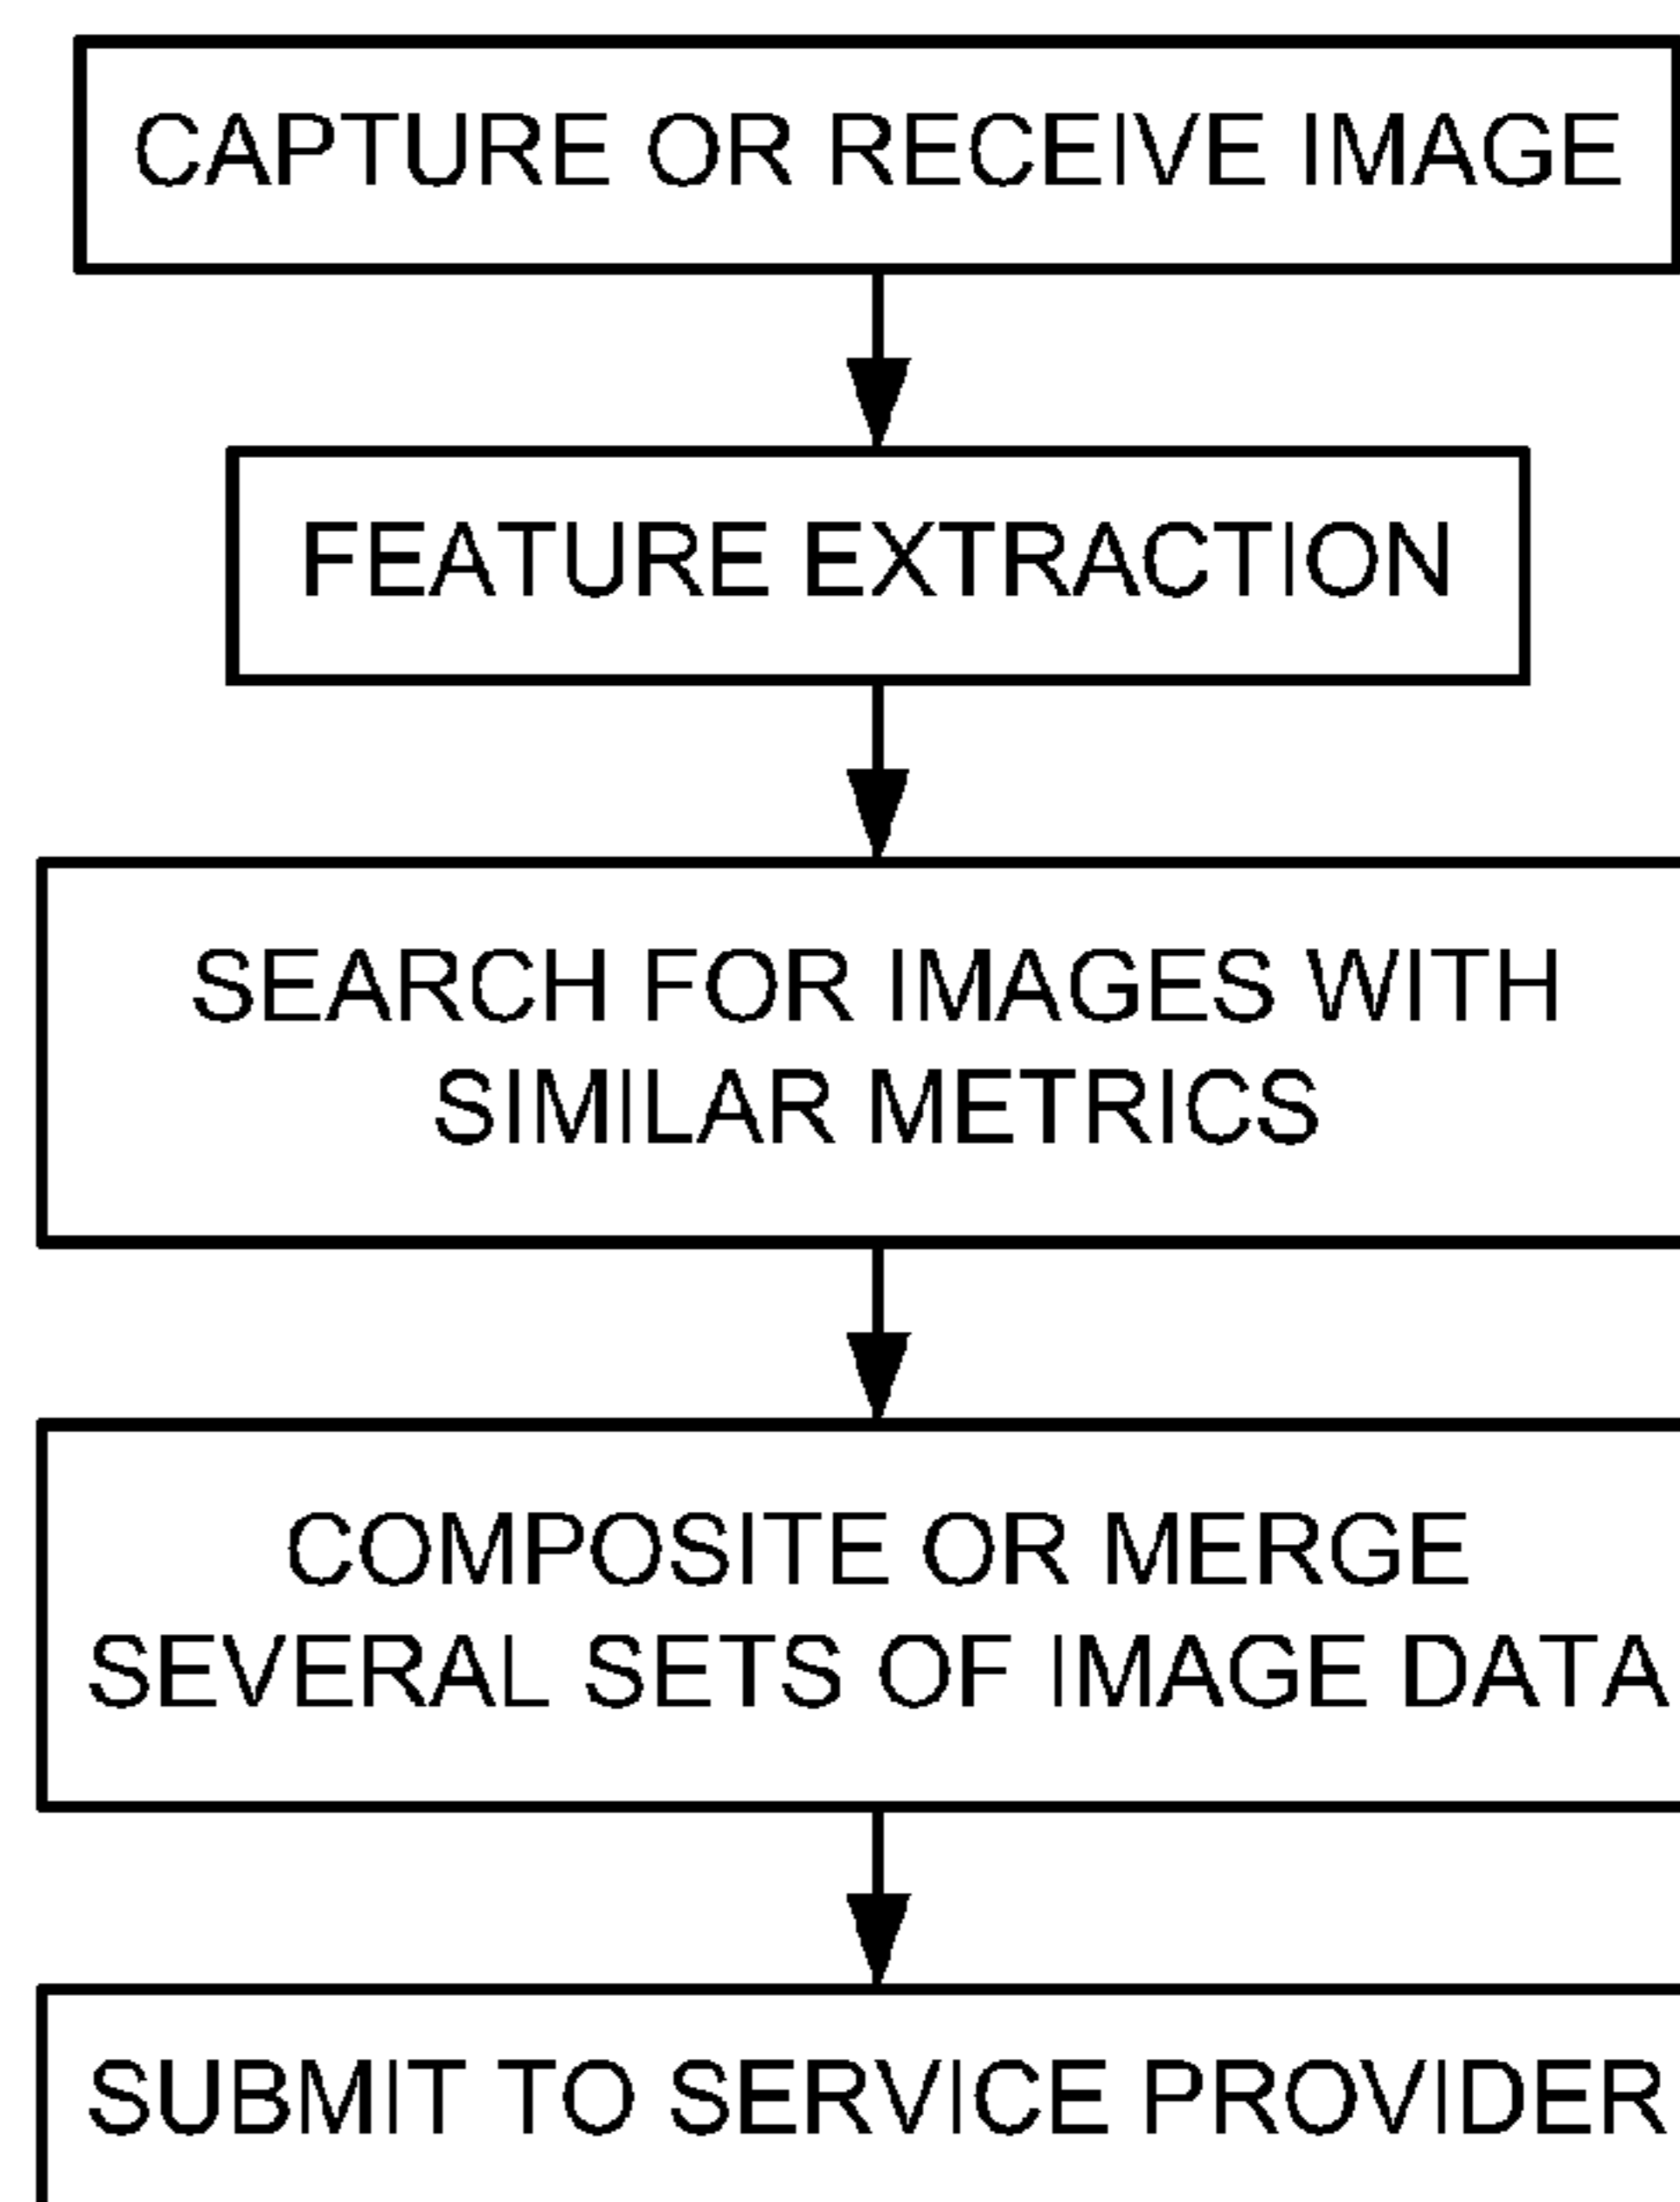 CAPTURE OR RECEIVE IMAGE
FEATURE EXTRACTION
SEARCH FOR IMAGES WITH
SIMILAR METRICS
COMPOSITE OR MERGE
SEVERAL SETS OF IMAGE DATA
SUBMIT TO SERVICE PROVIDER